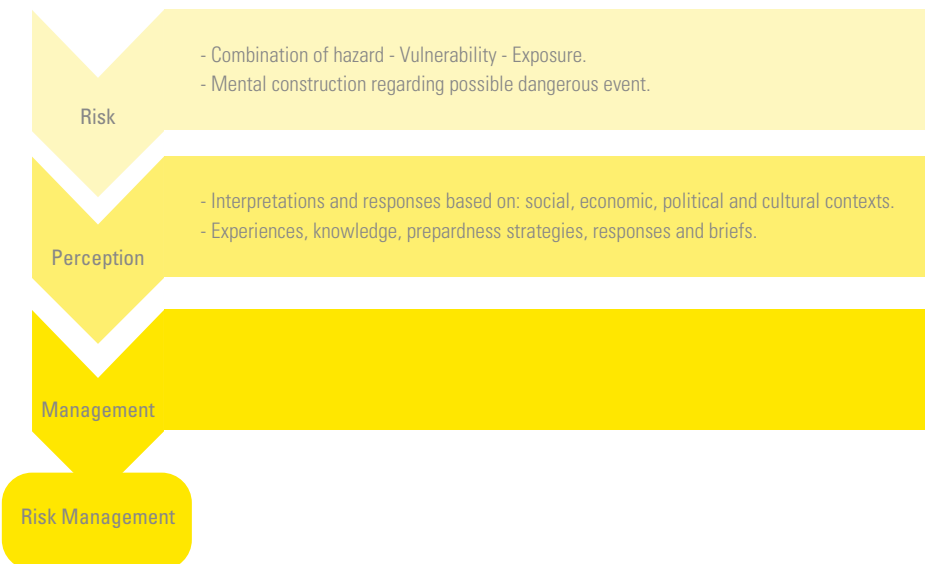 - Combination of hazard - Vulnerability - Exposure.
- Mental construction regarding possible dangerous event.
Risk
- Interpretations and responses based on: social, economic, political and cultural contexts.
- Experiences, knowledge, prepardness strategies, responses and briefs.
Perception
Management
Risk Management